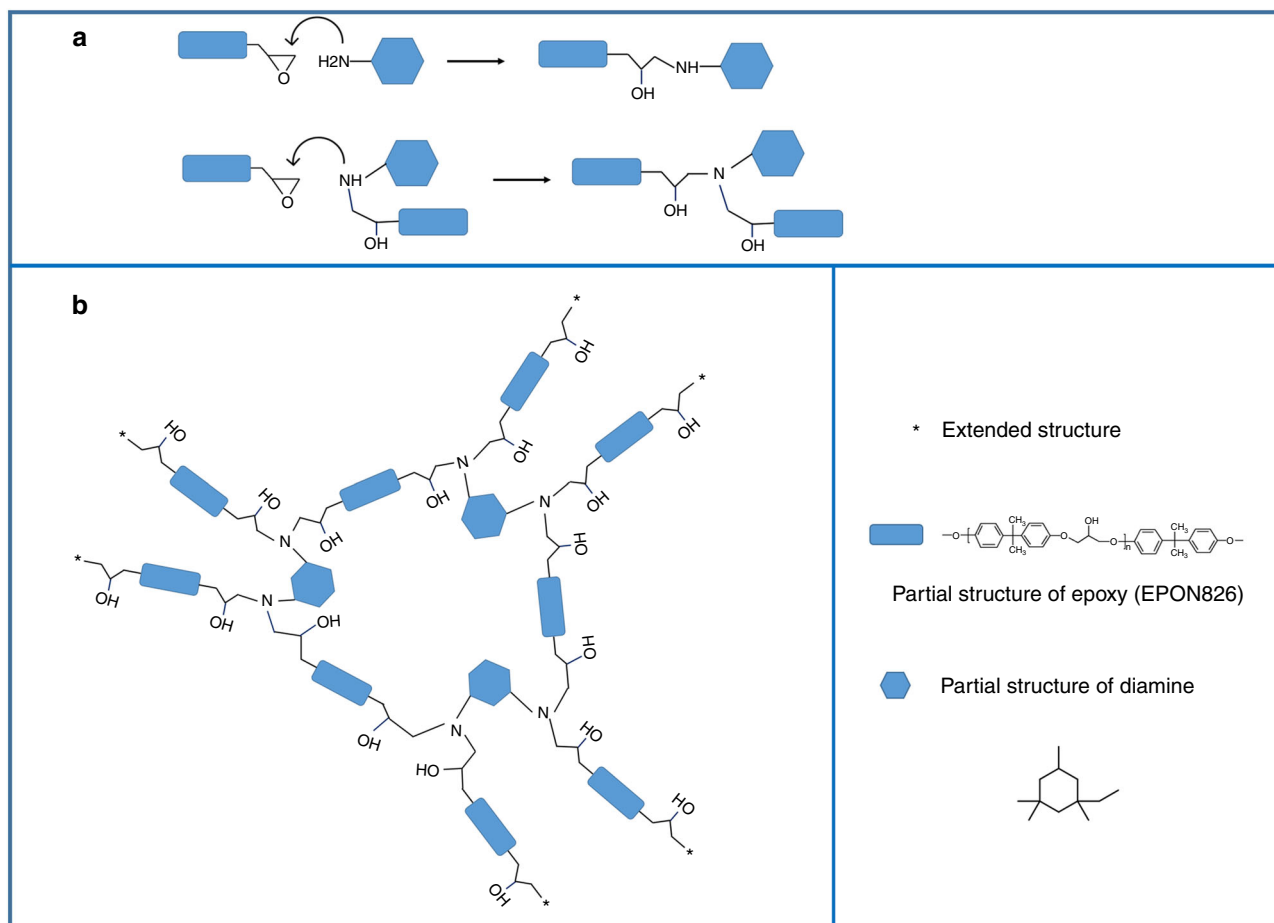 a
H2N
O
NH
OH
NH
O
OH
N
OH
OH
b
*
OH
*
OH
HO
*
OH
N
OH
HO
OH
OH
N
OH
N
HO
*
N
OH
OH
OH
HO
N
HO
OH
N
HO
HO
*
OH
*
* Extended structure
—O [ CH3 CH3 O OH O ]n CH3 CH3 O—
Partial structure of epoxy (EPON826)
Partial structure of diamine